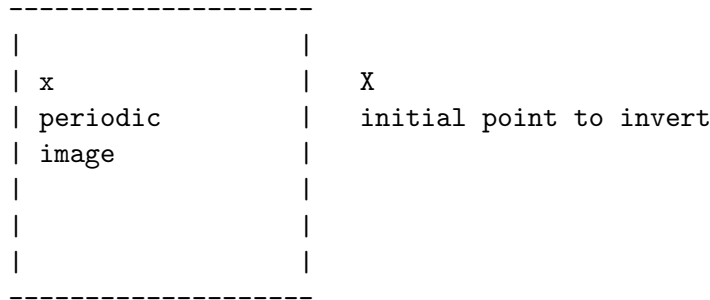 --------------------
|                  |
| x                |   X
| periodic         |   initial point to invert
| image            |
|                  |
|                  |
|                  |
--------------------